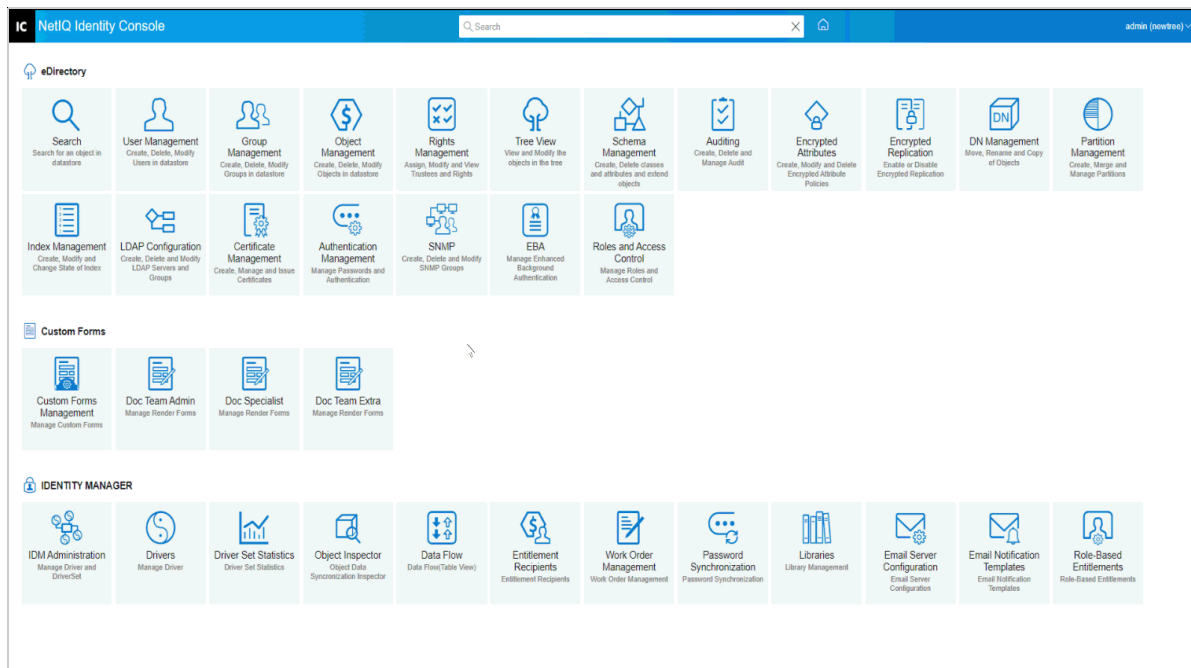 IC NetIQ Identity Console
Search
admin (newtree)
eDirectory
Search
Search for an object in
datastore
User Management
Create, Delete, Modify
Users in datastore
Group
Management
Create, Delete, Modify
Groups in datastore
Object
Management
Create, Delete, Modify
Objects in datastore
Rights
Management
Assign, Modify and View
Trustees and Rights
Tree View
View and Modify the
objects in the tree
Schema
Management
Create, Delete classes
and attributes and extend
objects
Auditing
Create, Delete and
Manage Audit
Encrypted
Attributes
Create, Modify and Delete
Encrypted Attribute
Policies
Encrypted
Replication
Enable or Disable
Encrypted Replication
DN
DN Management
Move, Rename and Copy
of Objects
Partition
Management
Create, Merge and
Manage Partitions
Index Management
Create, Modify and
Change State of Index
LDAP Configuration
Create, Delete and Modify
LDAP Servers and
Groups
Certificate
Management
Create, Manage and Issue
Certificates
Authentication
Management
Manage Passwords and
Authentication
SNMP
Create, Delete and Modify
SNMP Groups
EBA
Manage Enhanced
Background
Authentication
Roles and Access
Control
Manage Roles and
Access Control
Custom Forms
Custom Forms
Management
Manage Custom Forms
Doc Team Admin
Manage Render Forms
Doc Specialist
Manage Render Forms
Doc Team Extra
Manage Render Forms
IDENTITY MANAGER
IDM Administration
Manage Driver and
DriverSet
Drivers
Manage Driver
Driver Set Statistics
Driver Set Statistics
Object Inspector
Object Data
Syncronization Inspector
Data Flow
Data Flow(Table View)
Entitlement
Recipients
Entitlement Recipients
Work Order
Management
Work Order Management
Password
Synchronization
Password Synchronization
Libraries
Library Management
Email Server
Configuration
Email Server
Configuration
Email Notification
Templates
Email Notification
Templates
Role-Based
Entitlements
Role-Based Entitlements